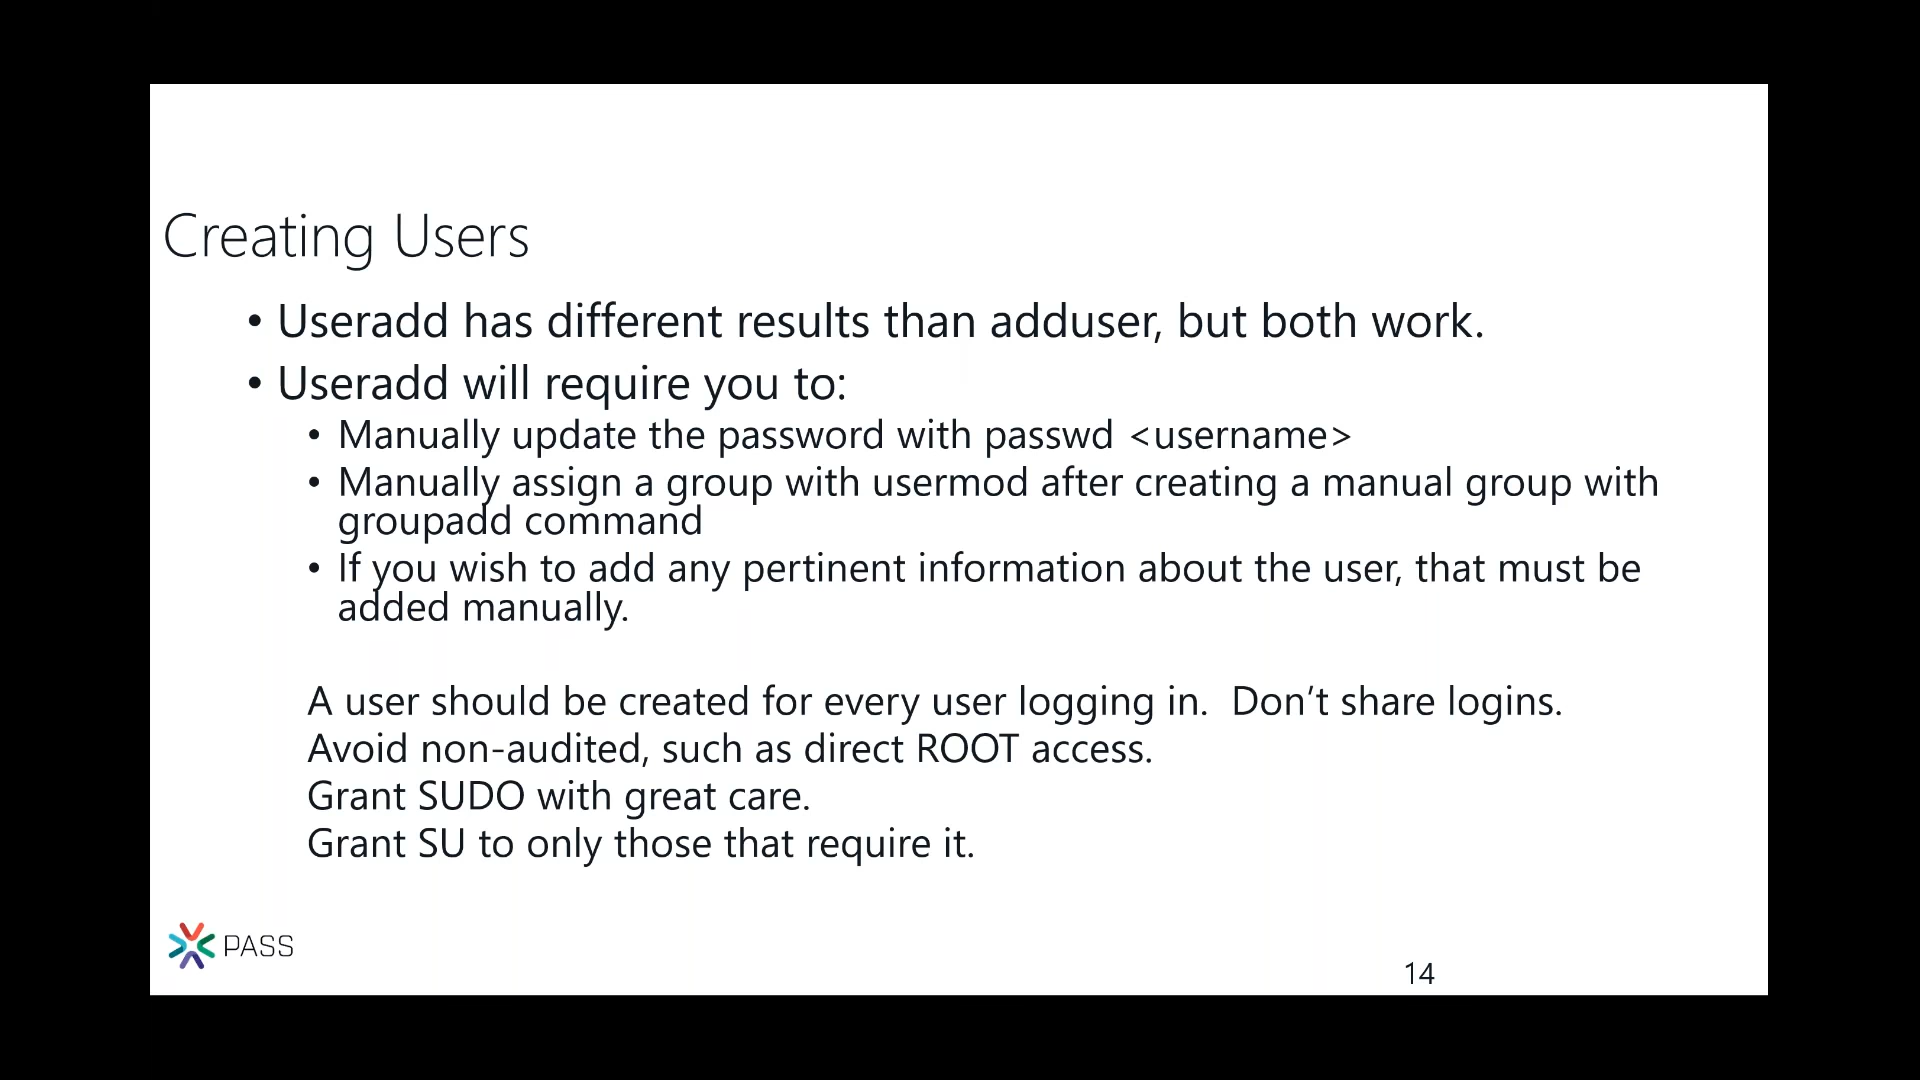 Creating Users
• Useradd has different results than adduser, but both work.
• Useradd will require you to:
• Manually update the password with passwd <username>
• Manually assign a group with usermod after creating a manual group with
groupadd command
• If you wish to add any pertinent information about the user, that must be
added manually.
A user should be created for every user logging in.  Don’t share logins.
Avoid non-audited, such as direct ROOT access.
Grant SUDO with great care.
Grant SU to only those that require it.
PASS
14